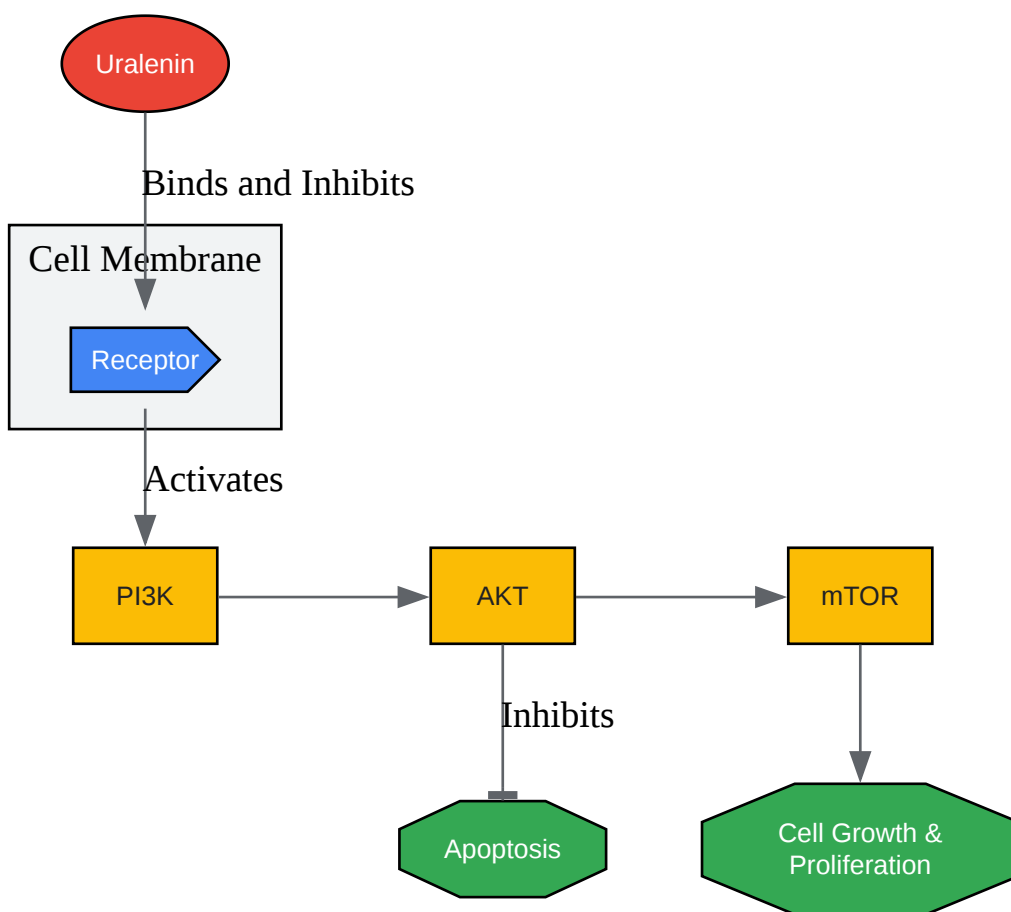 Uralenin
Binds and Inhibits
Cell Membrane
Receptor
Activates
PI3K
AKT
mTOR
Inhibits
Apoptosis
Cell Growth &
Proliferation